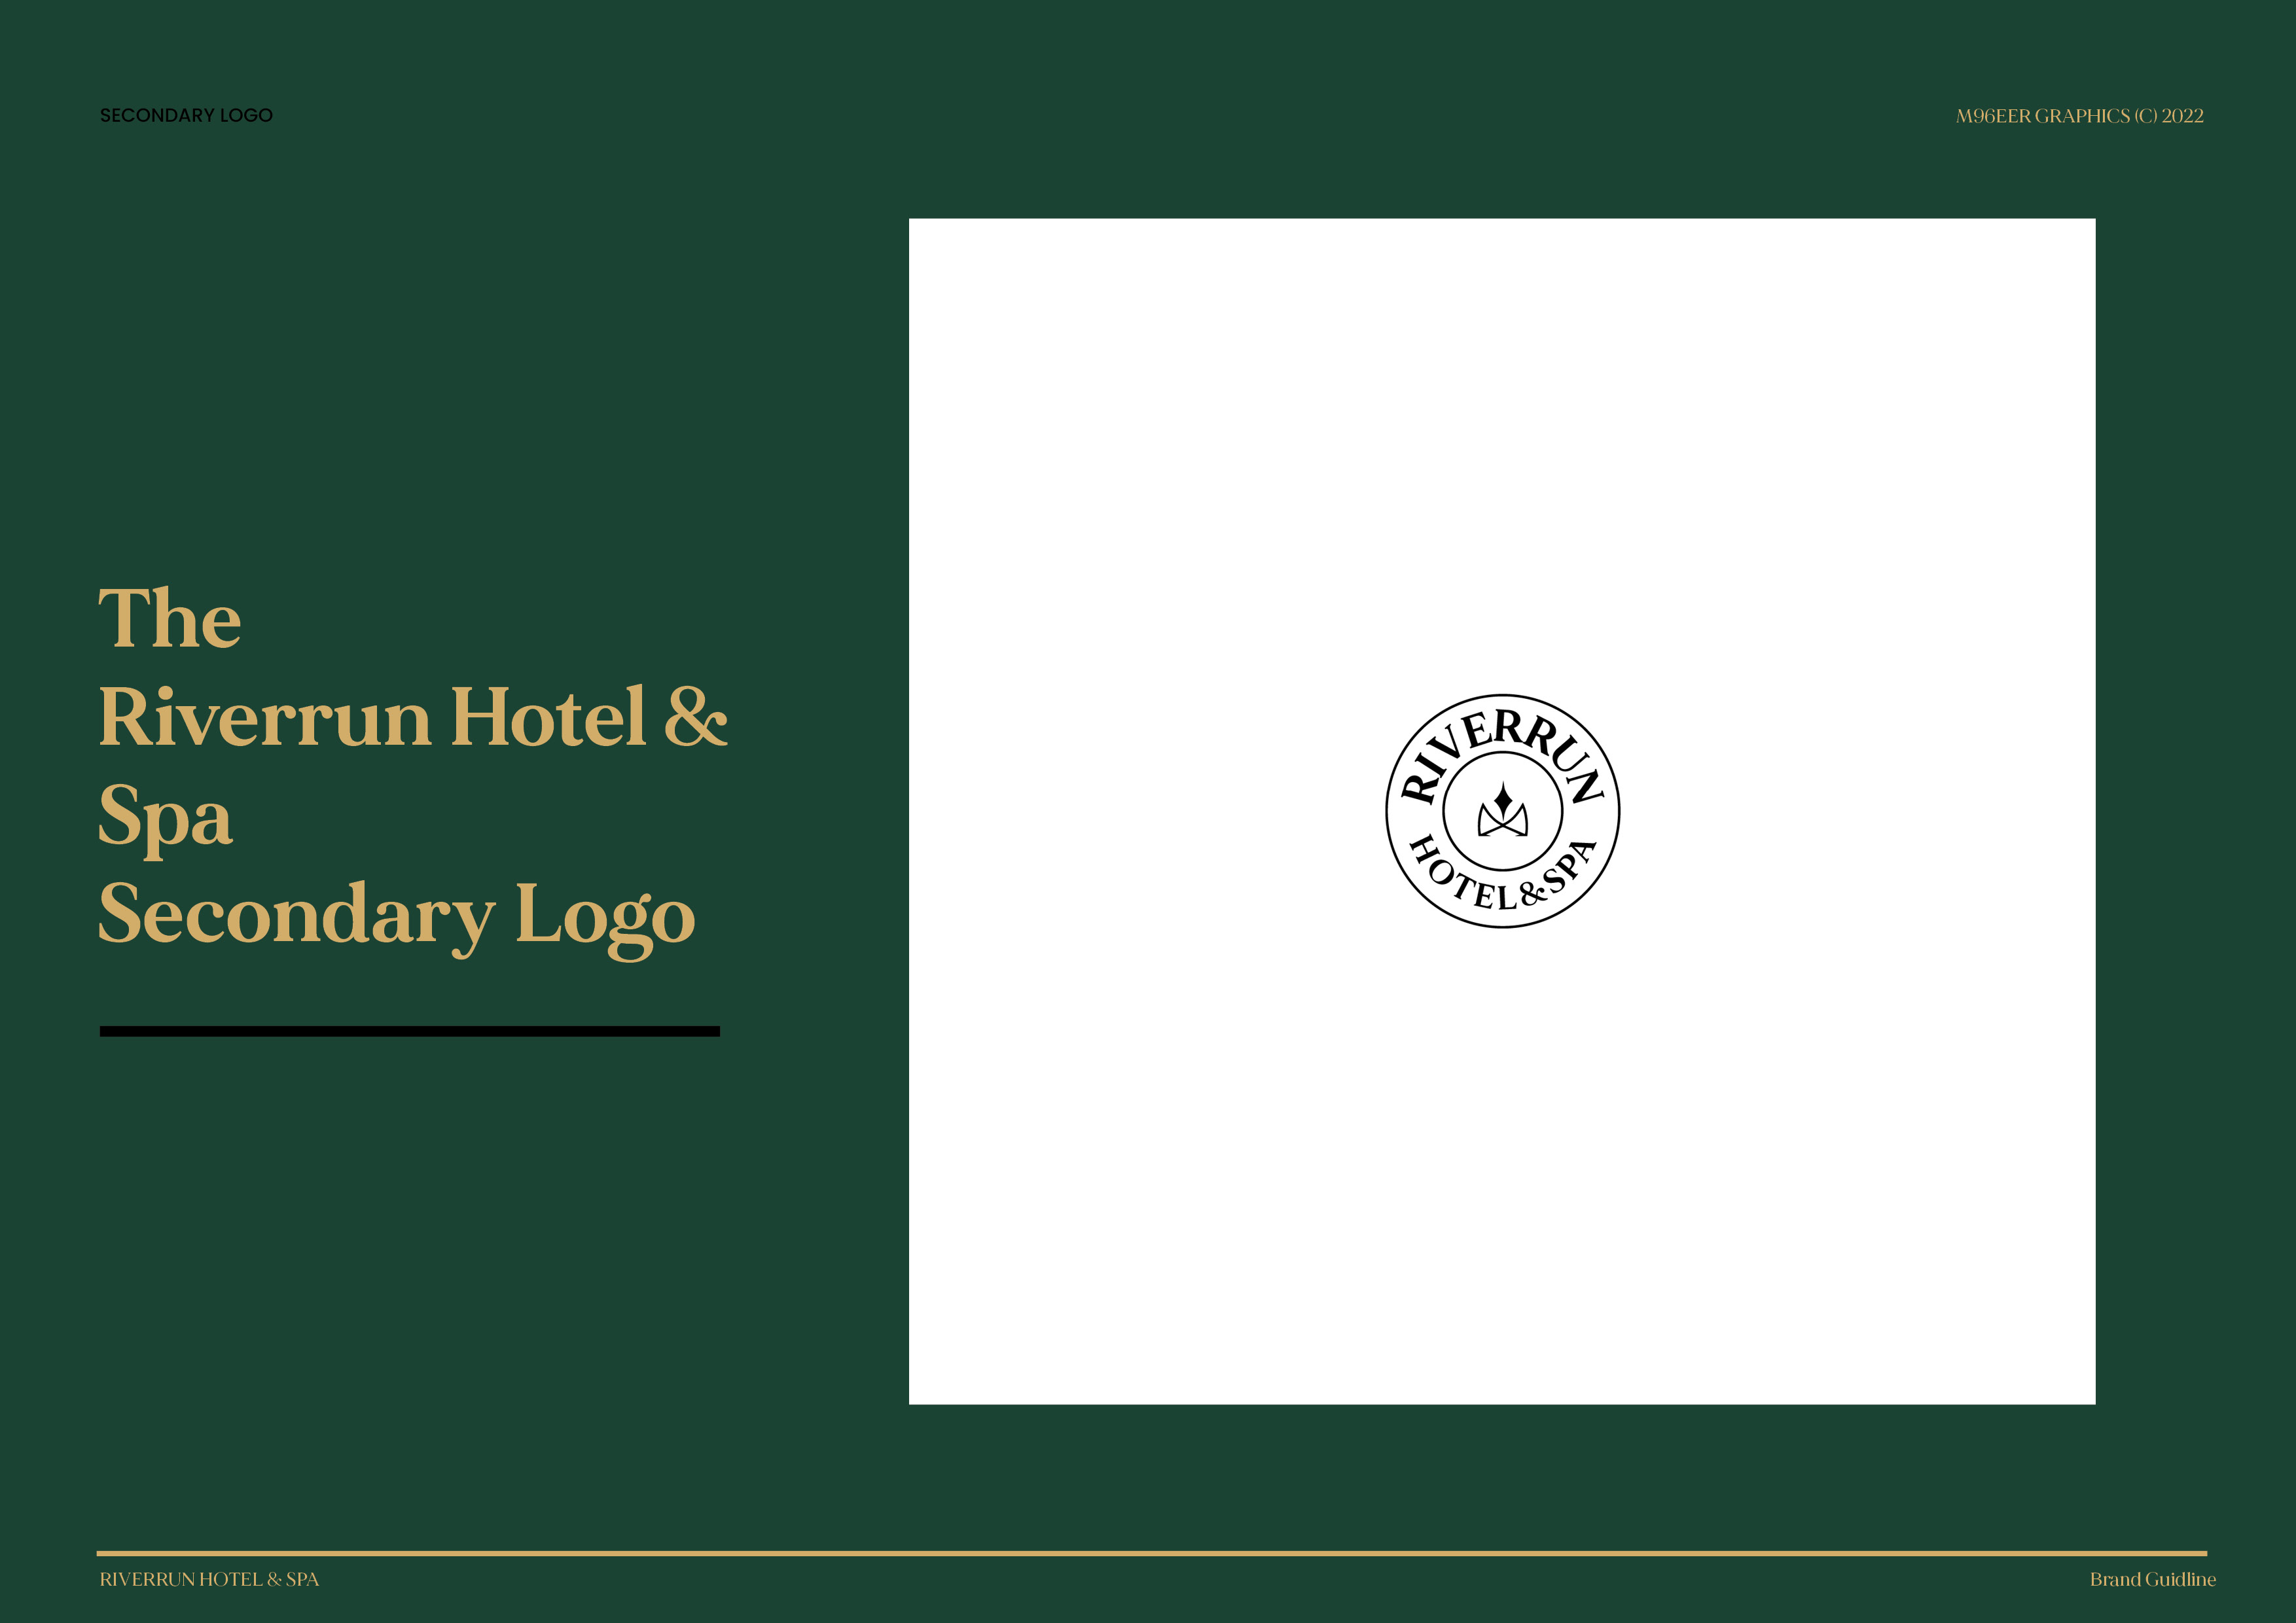 SECONDARY LOGO
M96EER GRAPHICS (C) 2022
The
Riverrun Hotel &
Spa
Secondary Logo
RIVERRUN
HOTEL & SPA
RIVERRUN HOTEL & SPA
Brand Guidline